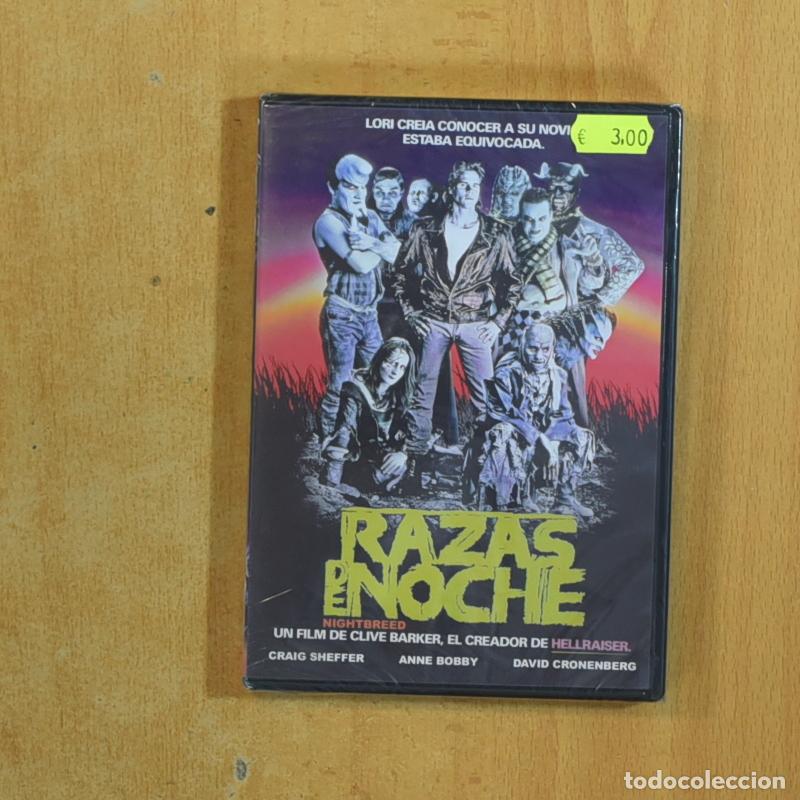 LORI CREIA CONOCER A SU NOVI
ESTABA EQUIVOCADA.
€ 3,00
RAZAS
DE NOCHE
NIGHTBREED
UN FILM DE CLIVE BARKER, EL CREADOR DE HELLRAISER.
CRAIG SHEFFER ANNE BOBBY DAVID CRONENBERG
todocoleccion